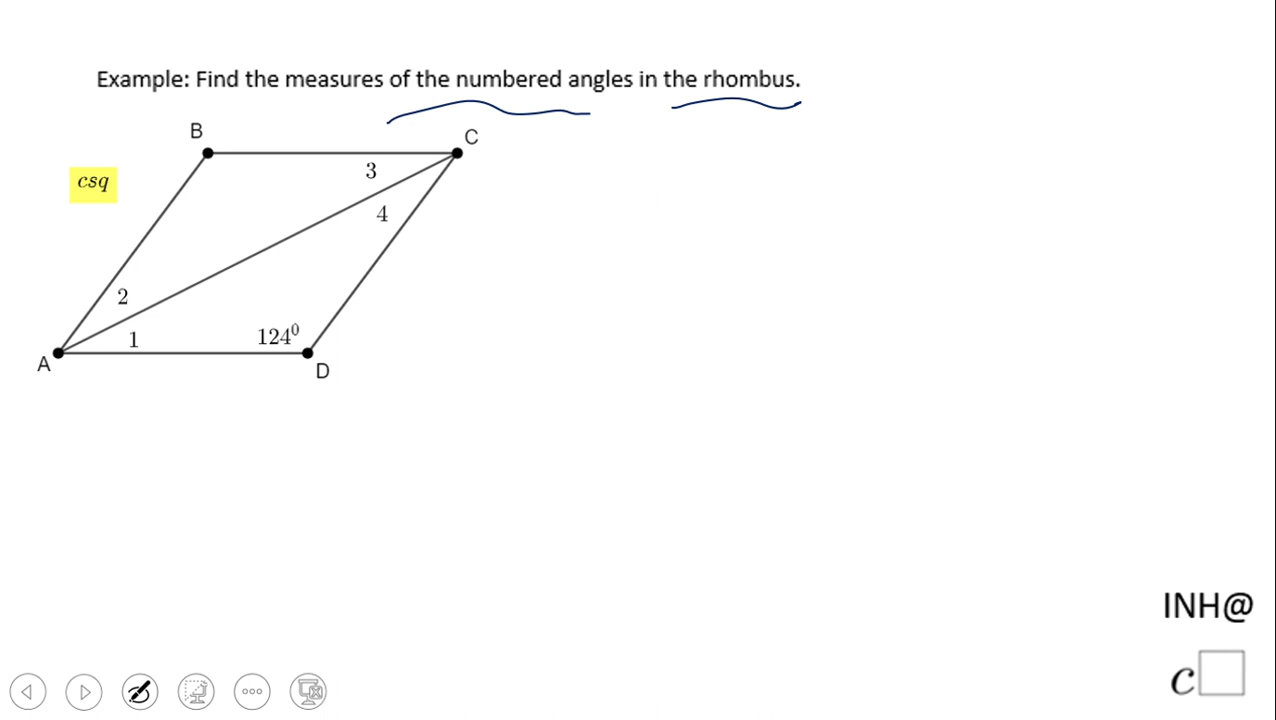 Example: Find the measures of the numbered angles in the rhombus.
B
C
csq
3
4
2
1
124⁰
A
D
INH@
c□